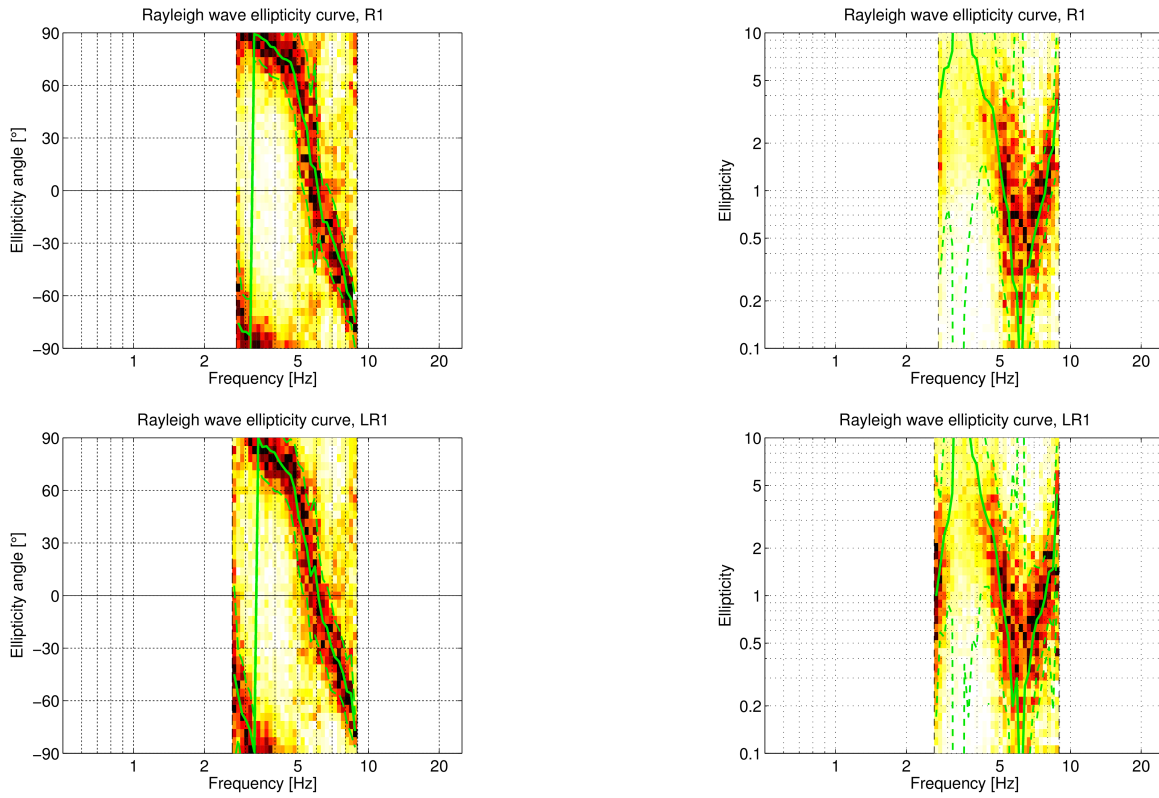 Rayleigh wave ellipticity curve, R1
90
60
30
0
−30
−60
−90
Ellipticity angle [°]
1 2 5 10 20
Frequency [Hz]
Rayleigh wave ellipticity curve, R1
10
5
2
1
0.5
0.2
0.1
Ellipticity
1 2 5 10 20
Frequency [Hz]
Rayleigh wave ellipticity curve, LR1
90
60
30
0
−30
−60
−90
Ellipticity angle [°]
1 2 5 10 20
Frequency [Hz]
Rayleigh wave ellipticity curve, LR1
10
5
2
1
0.5
0.2
0.1
Ellipticity
1 2 5 10 20
Frequency [Hz]